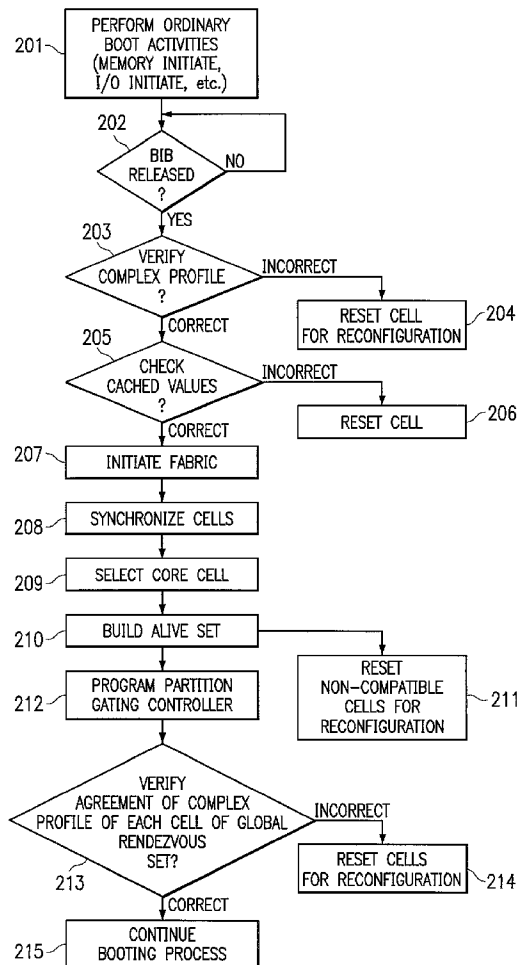 201
PERFORM ORDINARY
BOOT ACTIVITIES
(MEMORY INITIATE,
I/O INITIATE, etc.)
202
BIB
RELEASED
?
NO
YES
203
VERIFY
COMPLEX PROFILE
?
INCORRECT
CORRECT
RESET CELL
FOR RECONFIGURATION
204
205
CHECK
CACHED VALUES
?
INCORRECT
CORRECT
RESET CELL
206
207
INITIATE FABRIC
208
SYNCHRONIZE CELLS
209
SELECT CORE CELL
210
BUILD ALIVE SET
RESET
NON-COMPATIBLE
CELLS FOR
RECONFIGURATION
211
212
PROGRAM PARTITION
GATING CONTROLLER
VERIFY
AGREEMENT OF COMPLEX
PROFILE OF EACH CELL OF GLOBAL
RENDEZVOUS
SET?
213
INCORRECT
CORRECT
RESET CELLS
FOR RECONFIGURATION
214
215
CONTINUE
BOOTING PROCESS